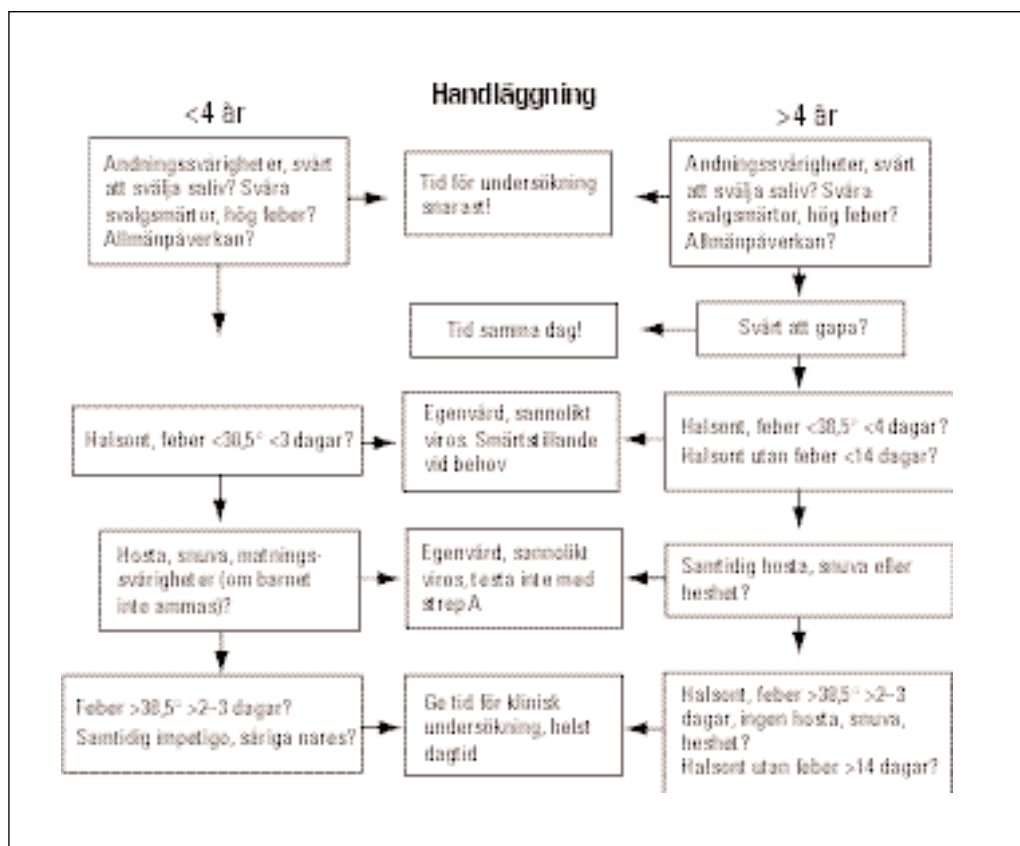 Handläggning
<4 år
>4 år
Andningssvårigheter, svårt
att svälja saliv? Svåra
svalgsmärtor, hög feber?
Allmänpåverkan?
Tid för undersökning
snarast!
Andningssvårigheter, svårt
att svälja saliv? Svåra
svalgsmärtor, hög feber?
Allmänpåverkan?
Tid samma dag!
Svårt att gapa?
Halsont, feber <38,5° <3 dagar?
Egenvård, sannolikt
viros. Smärtstillande
vid behov
Halsont, feber <38,5° <4 dagar?
Halsont utan feber <14 dagar?
Hosta, snuva, matnings-
svårigheter (om barnet
inte ammas)?
Egenvård, sannolikt
viros, testa inte med
strep A
Samtidig hosta, snuva eller
heshet?
Feber >38,5° >2–3 dagar?
Samtidig impetigo, såriga nares?
Ge tid för klinisk
undersökning, helst
dagtid
Halsont, feber >38,5° >2–3
dagar, ingen hosta, snuva,
heshet?
Halsont utan feber >14 dagar?